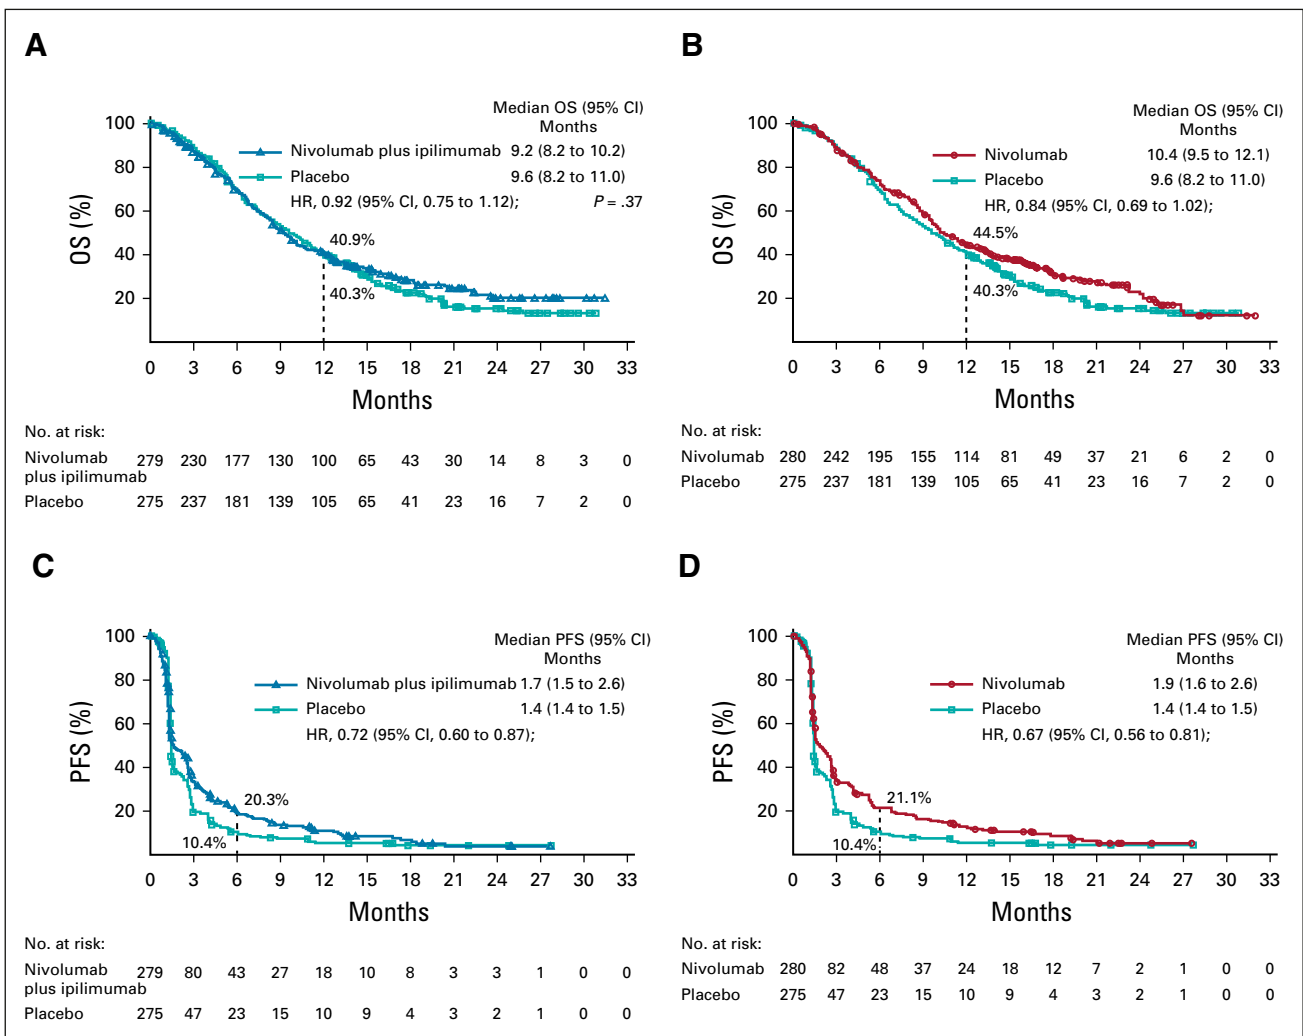 A
Median OS (95% CI)
Months
Nivolumab plus ipilimumab 9.2 (8.2 to 10.2)
Placebo 9.6 (8.2 to 11.0)
HR, 0.92 (95% CI, 0.75 to 1.12); P = .37
OS (%)
100
80
60
40
20
40.9%
40.3%
0 3 6 9 12 15 18 21 24 27 30 33
Months
No. at risk:
Nivolumab
plus ipilimumab 279 230 177 130 100 65 43 30 14 8 3 0
Placebo 275 237 181 139 105 65 41 23 16 7 2 0
B
Median OS (95% CI)
Months
Nivolumab 10.4 (9.5 to 12.1)
Placebo 9.6 (8.2 to 11.0)
HR, 0.84 (95% CI, 0.69 to 1.02);
OS (%)
100
80
60
40
20
44.5%
40.3%
0 3 6 9 12 15 18 21 24 27 30 33
Months
No. at risk:
Nivolumab 280 242 195 155 114 81 49 37 21 6 2 0
Placebo 275 237 181 139 105 65 41 23 16 7 2 0
C
Median PFS (95% CI)
Months
Nivolumab plus ipilimumab 1.7 (1.5 to 2.6)
Placebo 1.4 (1.4 to 1.5)
HR, 0.72 (95% CI, 0.60 to 0.87);
PFS (%)
100
80
60
40
20
20.3%
10.4%
0 3 6 9 12 15 18 21 24 27 30 33
Months
No. at risk:
Nivolumab
plus ipilimumab 279 80 43 27 18 10 8 3 3 1 0 0
Placebo 275 47 23 15 10 9 4 3 2 1 0 0
D
Median PFS (95% CI)
Months
Nivolumab 1.9 (1.6 to 2.6)
Placebo 1.4 (1.4 to 1.5)
HR, 0.67 (95% CI, 0.56 to 0.81);
PFS (%)
100
80
60
40
20
21.1%
10.4%
0 3 6 9 12 15 18 21 24 27 30 33
Months
No. at risk:
Nivolumab 280 82 48 37 24 18 12 7 2 1 0 0
Placebo 275 47 23 15 10 9 4 3 2 1 0 0